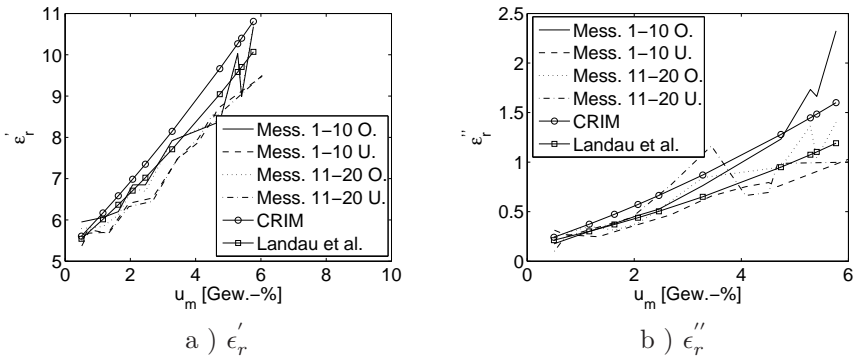 11
10
9
8
7
6
5
0 2 4 6 8 10
ε′r
um [Gew.−%]
Mess. 1−10 O.
Mess. 1−10 U.
Mess. 11−20 O.
Mess. 11−20 U.
CRIM
Landau et al.
a ) ϵ′r
2.5
2
1.5
1
0.5
0
0 2 4 6 8
ε″r
um [Gew.−%]
Mess. 1−10 O.
Mess. 1−10 U.
Mess. 11−20 O.
Mess. 11−20 U.
CRIM
Landau et al.
b ) ϵ″r